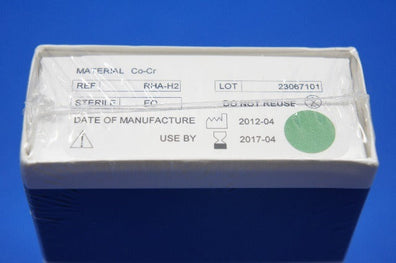 MATERIAL Co-Cr
REF RHA-H2 LOT 23067101
STERILE EO DO NOT REUSE
DATE OF MANUFACTURE 2012-04
USE BY 2017-04